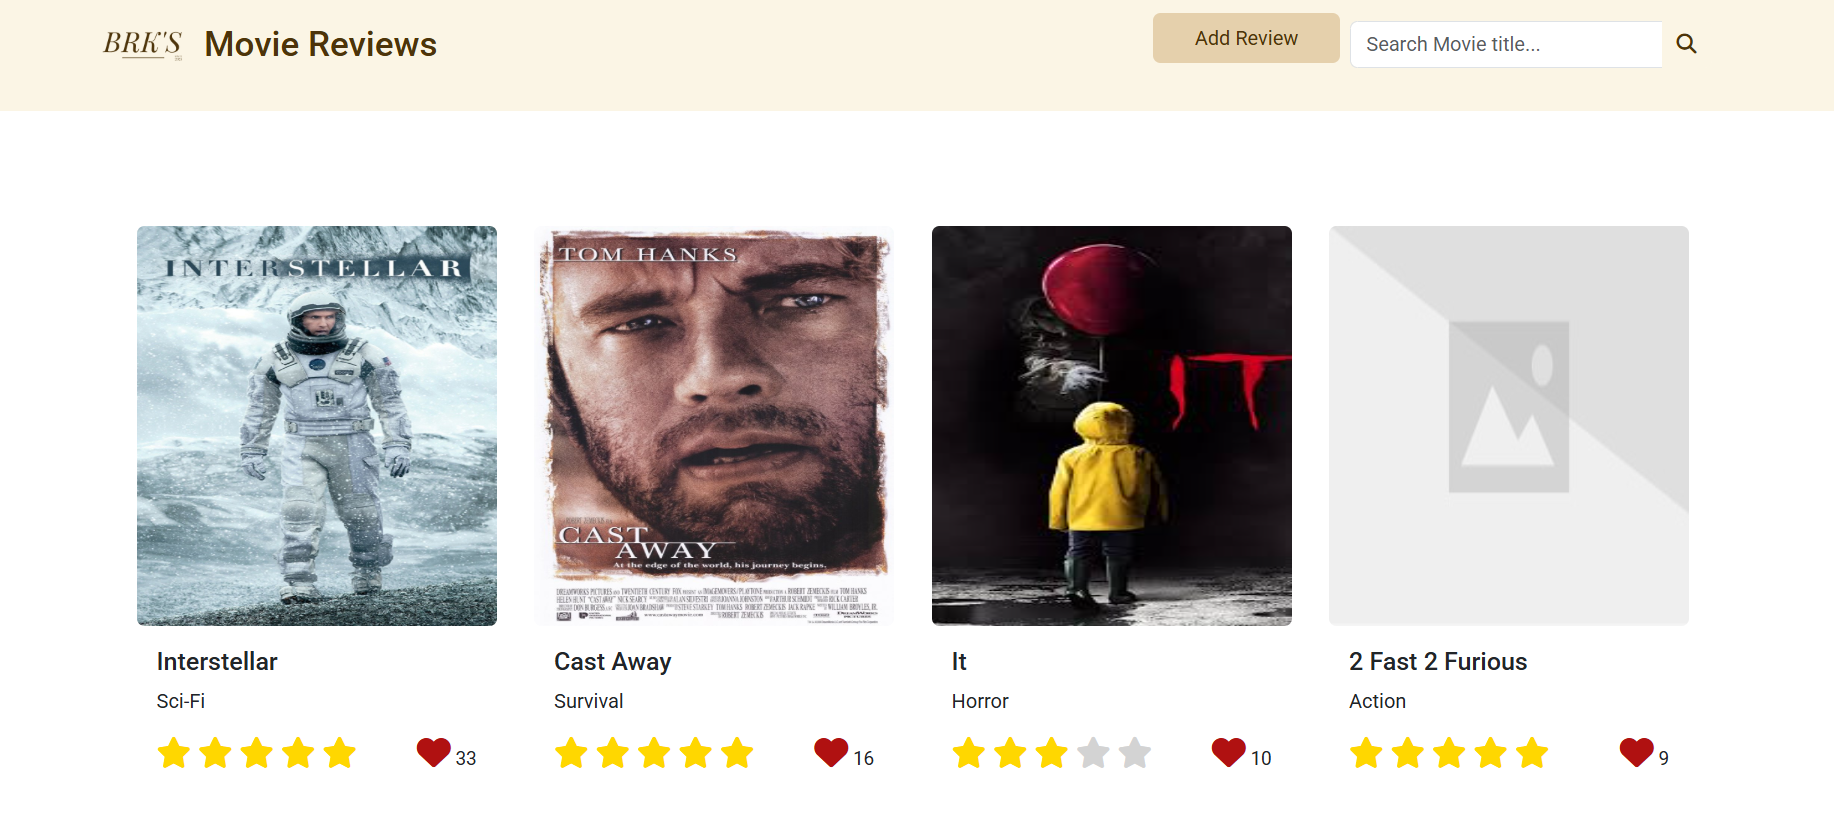 BRK'S
Movie Reviews
Add Review
Search Movie title...
INTERSTELLAR
TOM HANKS
CAST
AWAY
At the edge of the world, his journey begins.
IT
Interstellar
Sci-Fi
33
Cast Away
Survival
16
It
Horror
10
2 Fast 2 Furious
Action
9